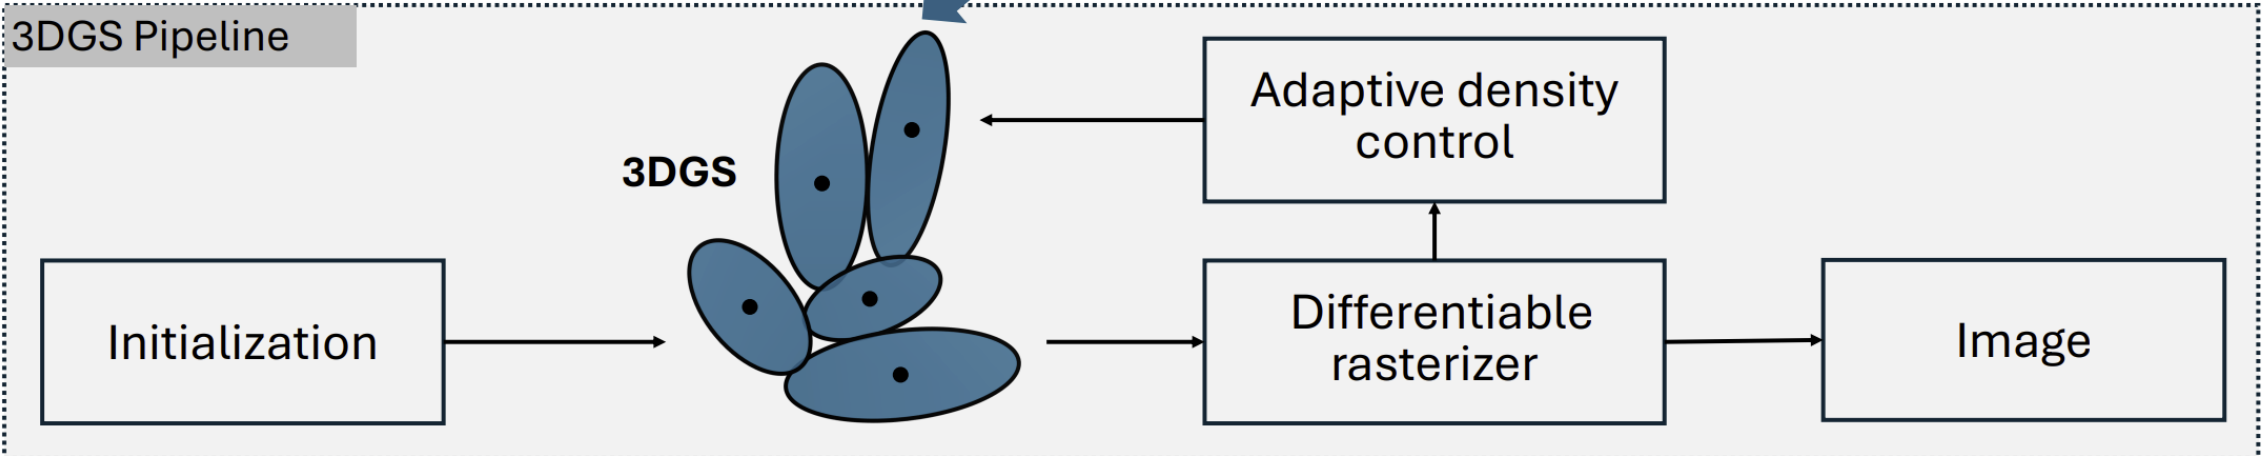 3DGS Pipeline
Adaptive density
control
3DGS
Initialization
Differentiable
rasterizer
Image